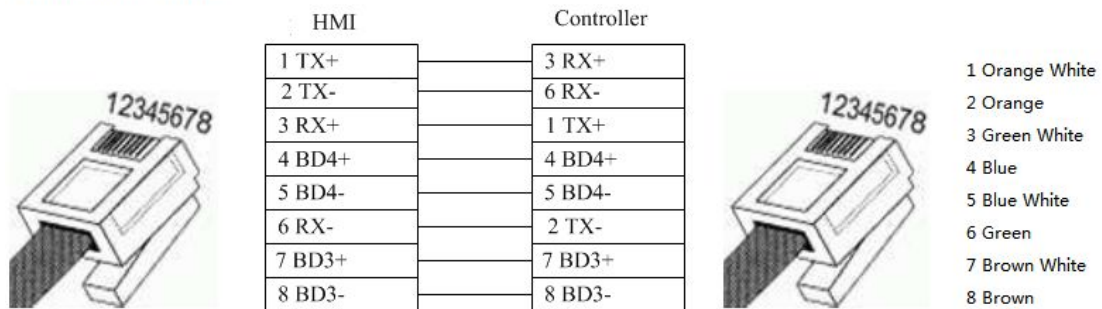 HMI
Controller
1 TX+ 3 RX+
2 TX- 6 RX-
3 RX+ 1 TX+
4 BD4+ 4 BD4+
5 BD4- 5 BD4-
6 RX- 2 TX-
7 BD3+ 7 BD3+
8 BD3- 8 BD3-
12345678
12345678
1 Orange White
2 Orange
3 Green White
4 Blue
5 Blue White
6 Green
7 Brown White
8 Brown